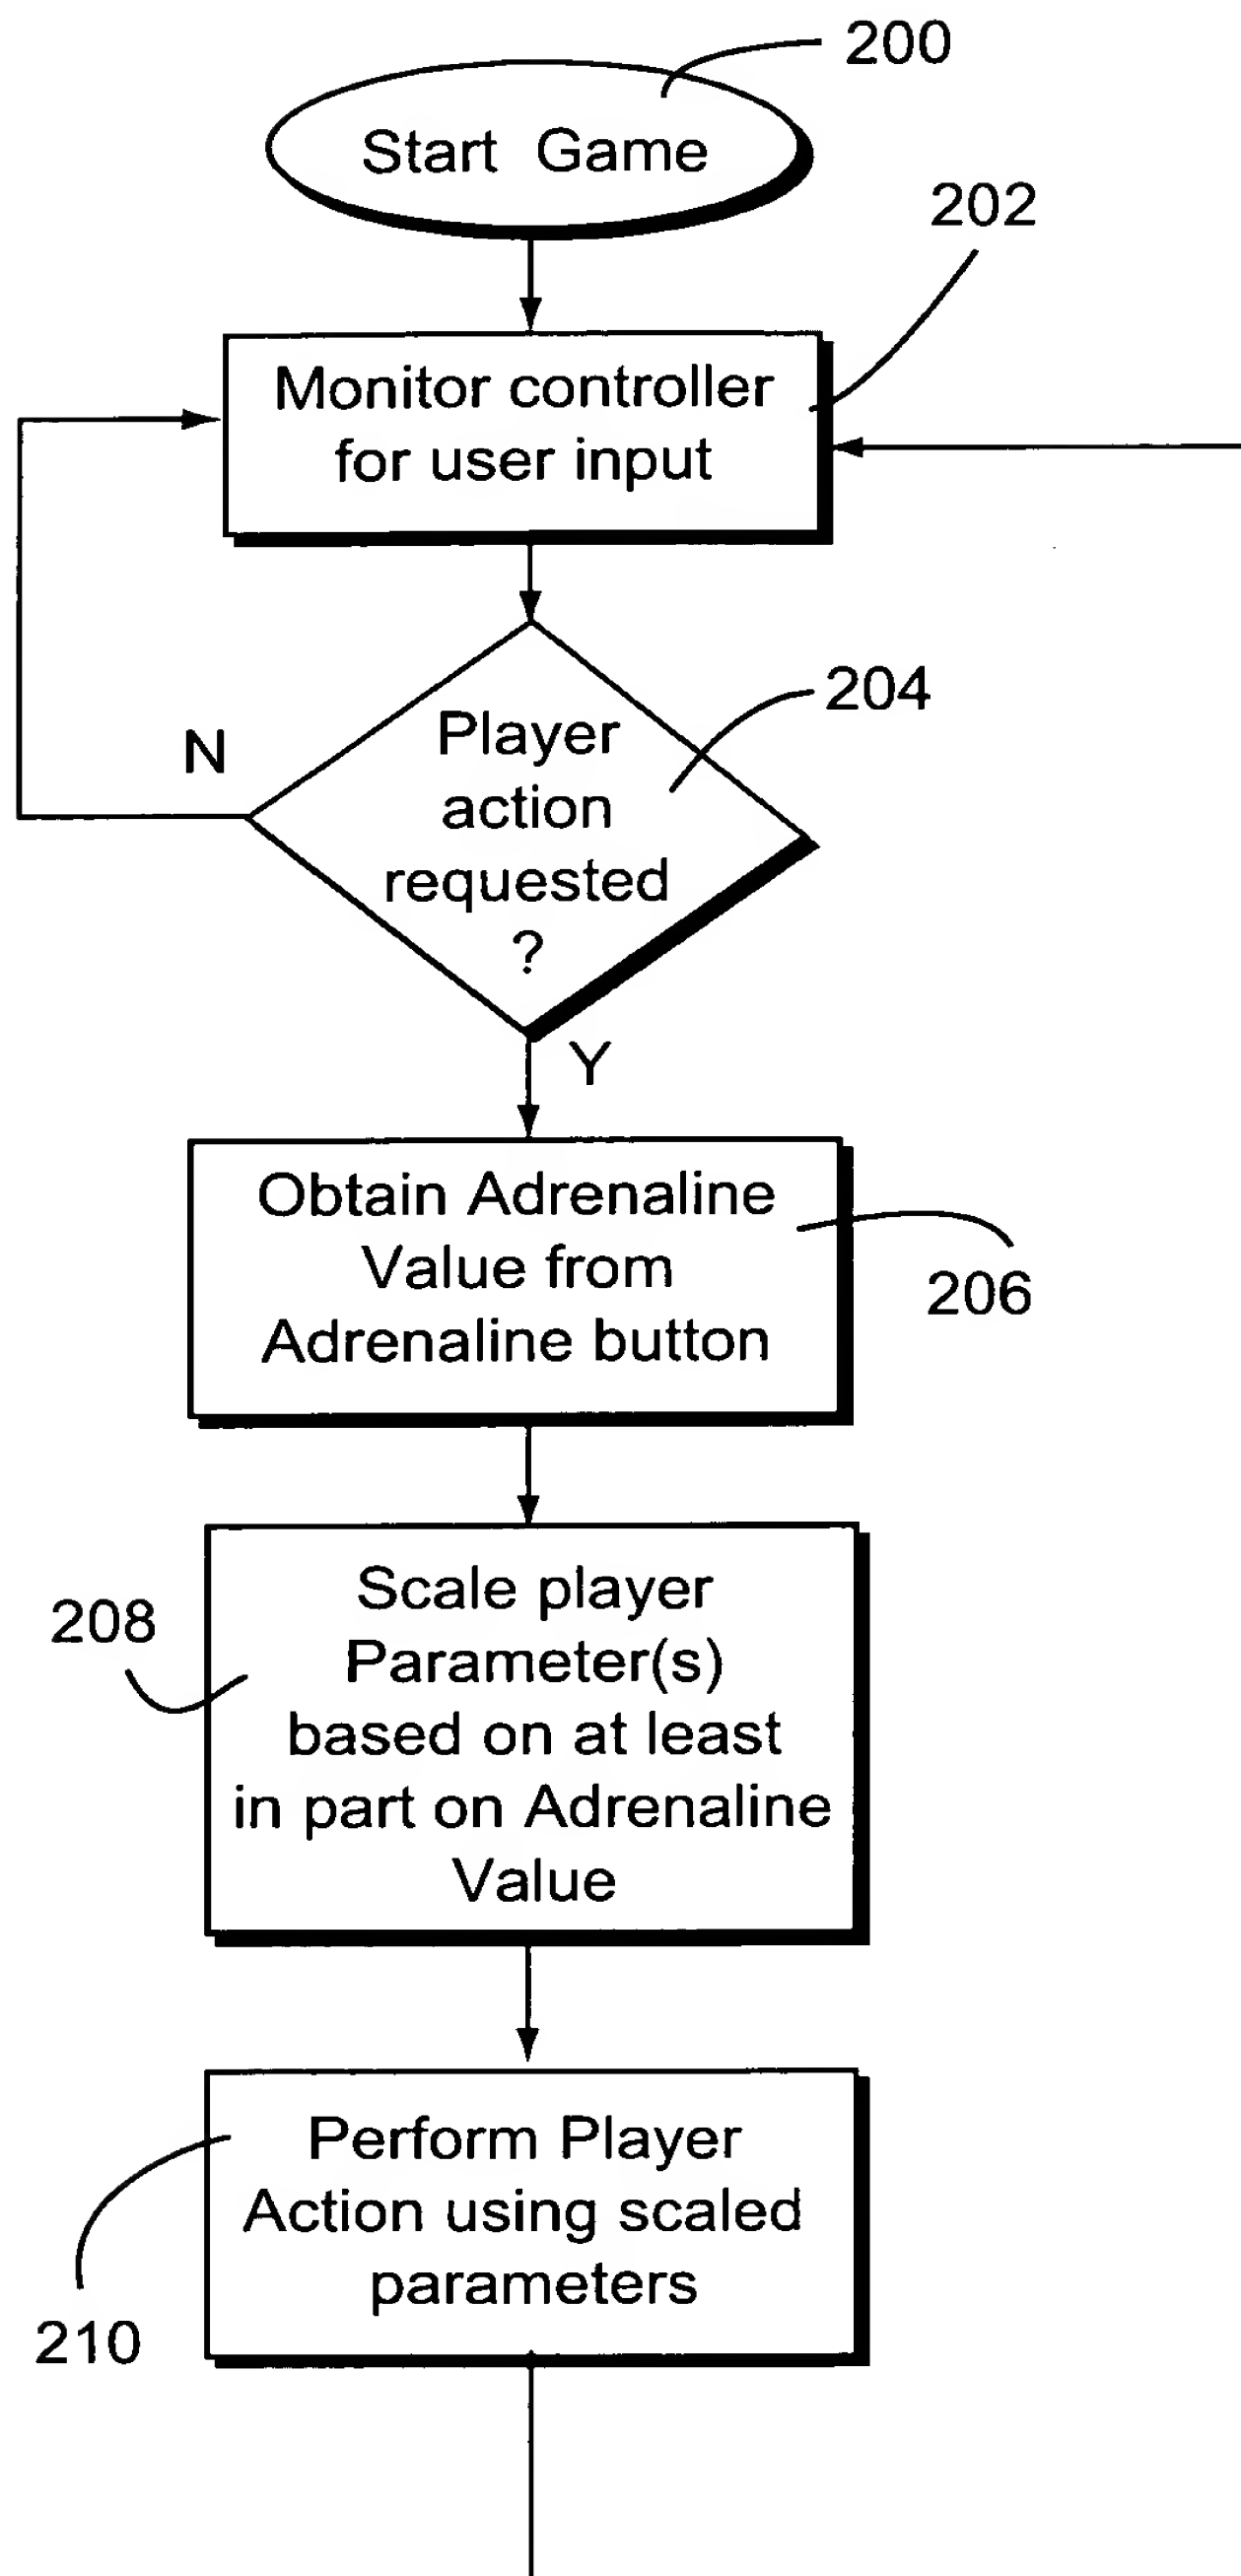 200
Start Game
202
Monitor controller
for user input
204
Player
action
requested
?
N
Y
Obtain Adrenaline
Value from
Adrenaline button
206
Scale player
Parameter(s)
based on at least
in part on Adrenaline
Value
208
Perform Player
Action using scaled
parameters
210